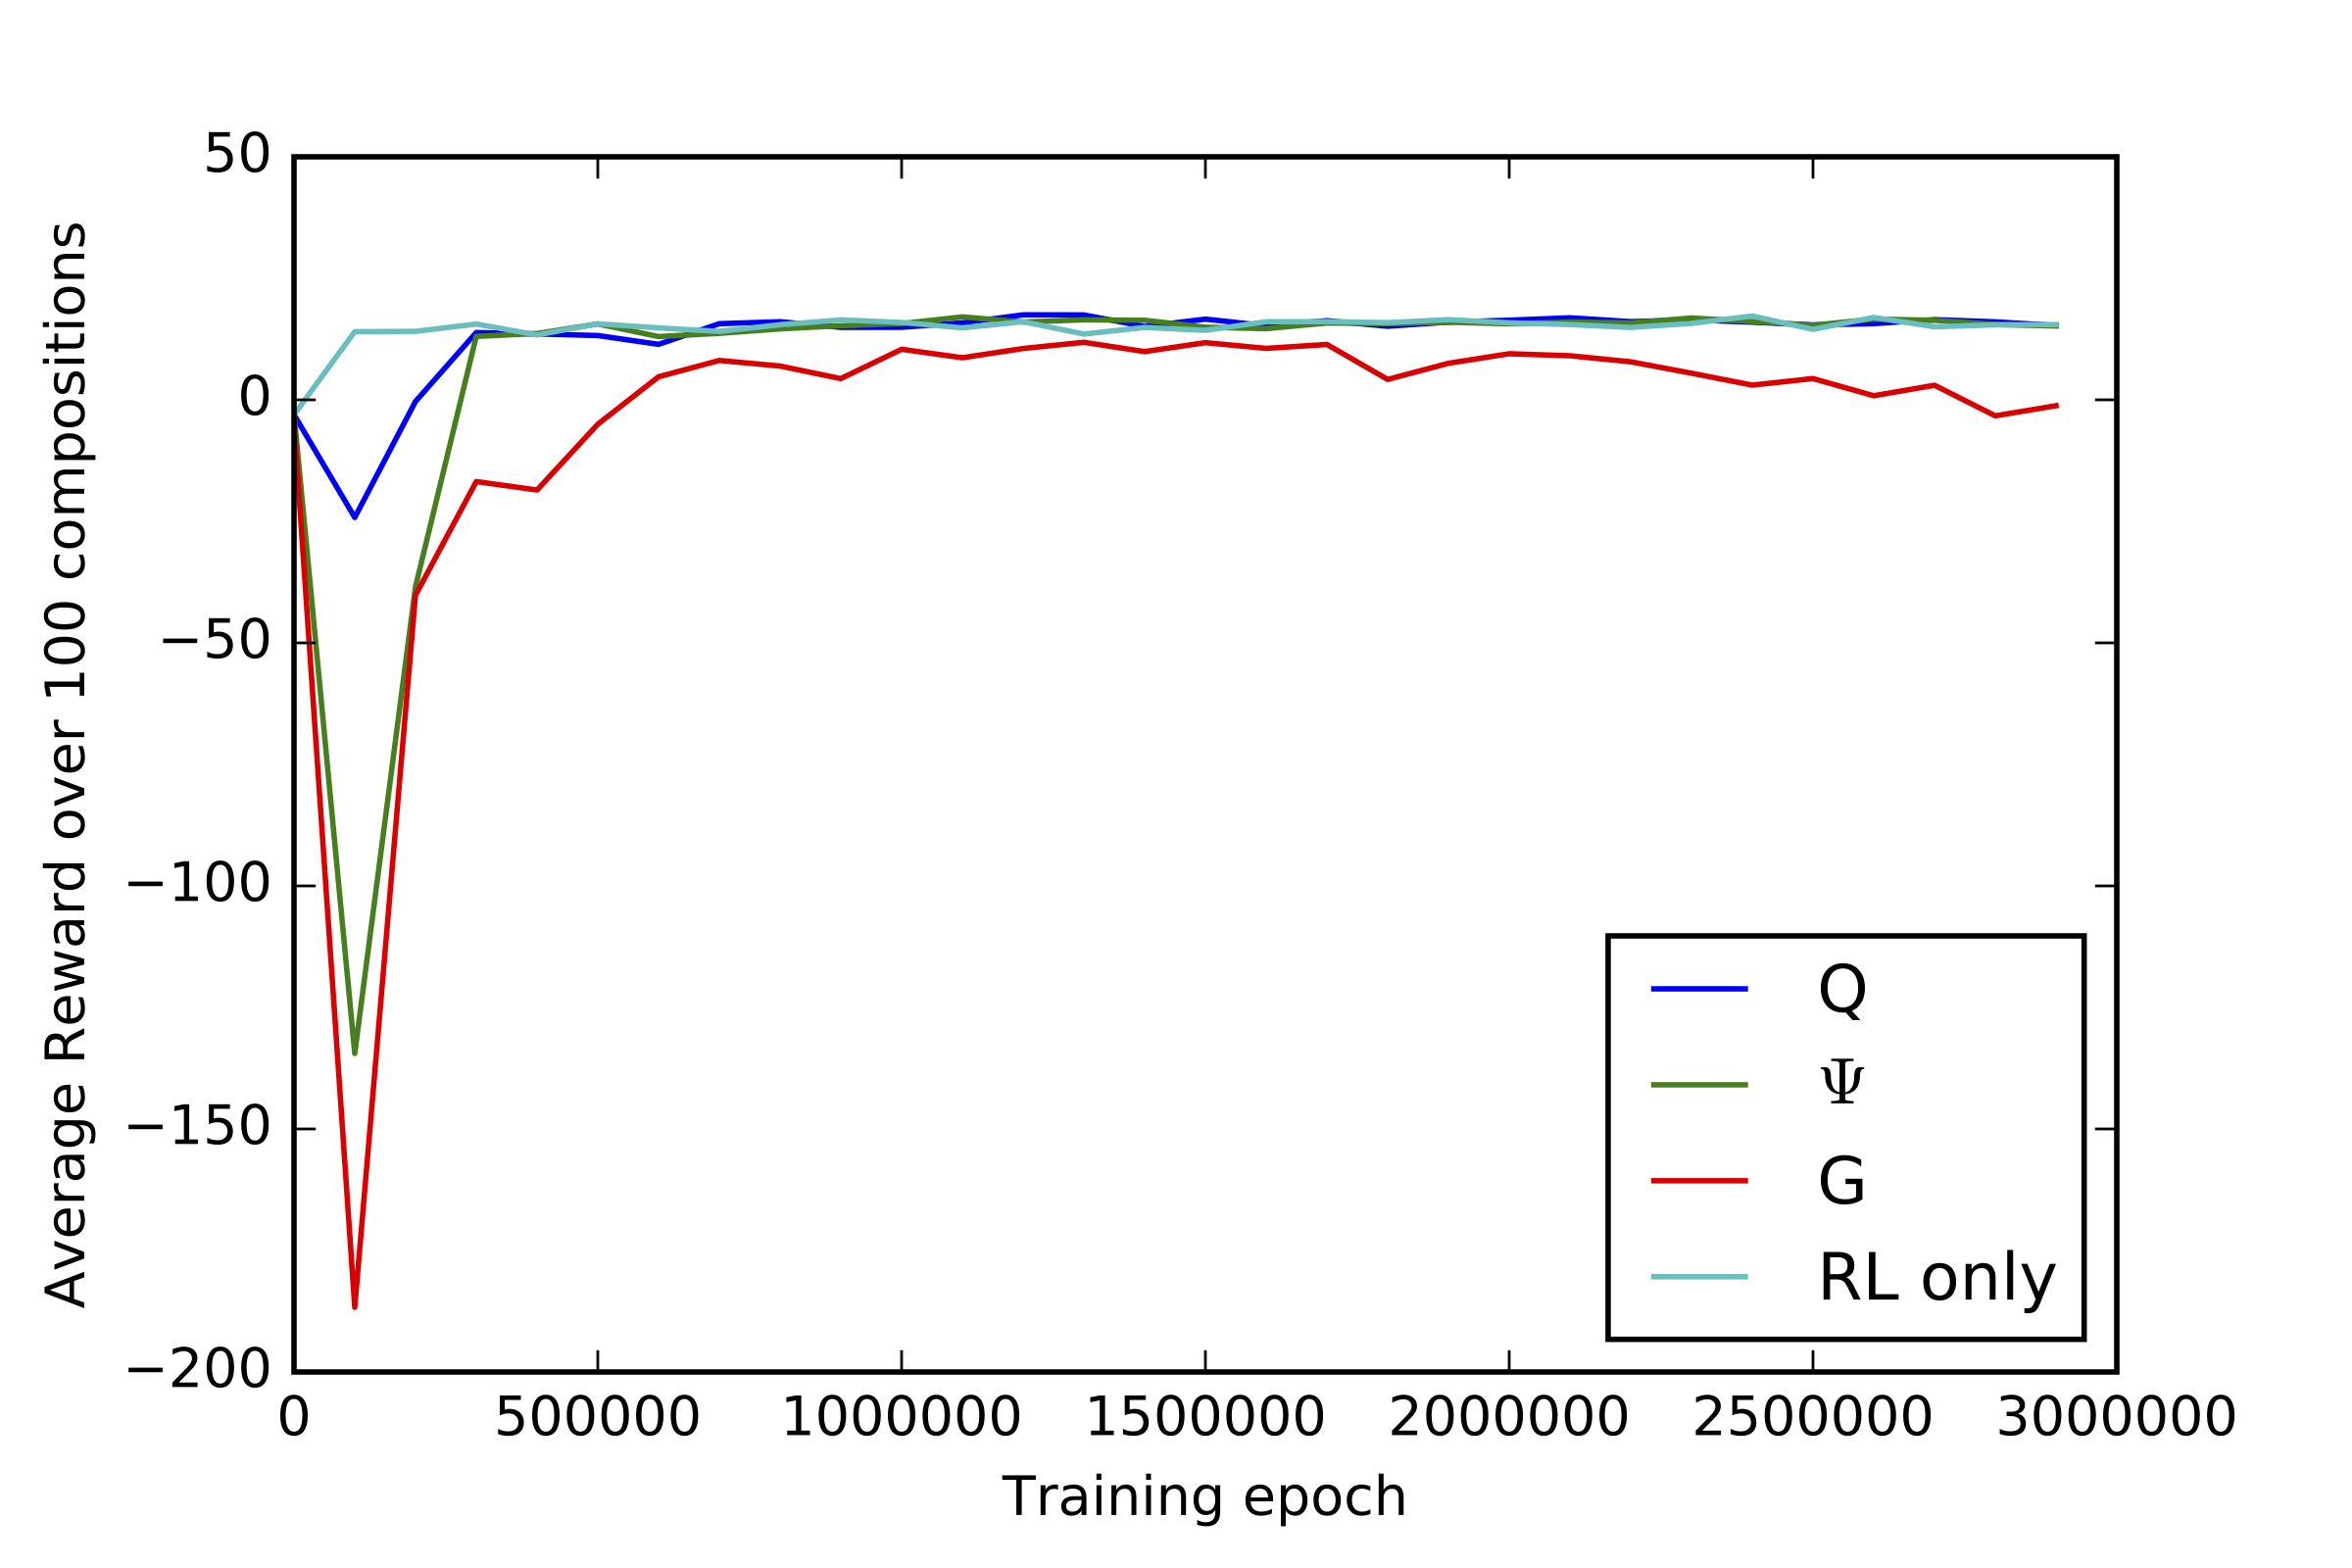 50
0
−50
−100
−150
−200
Average Reward over 100 compositions
0 500000 1000000 1500000 2000000 2500000 3000000
Training epoch
Q
Ψ
G
RL only